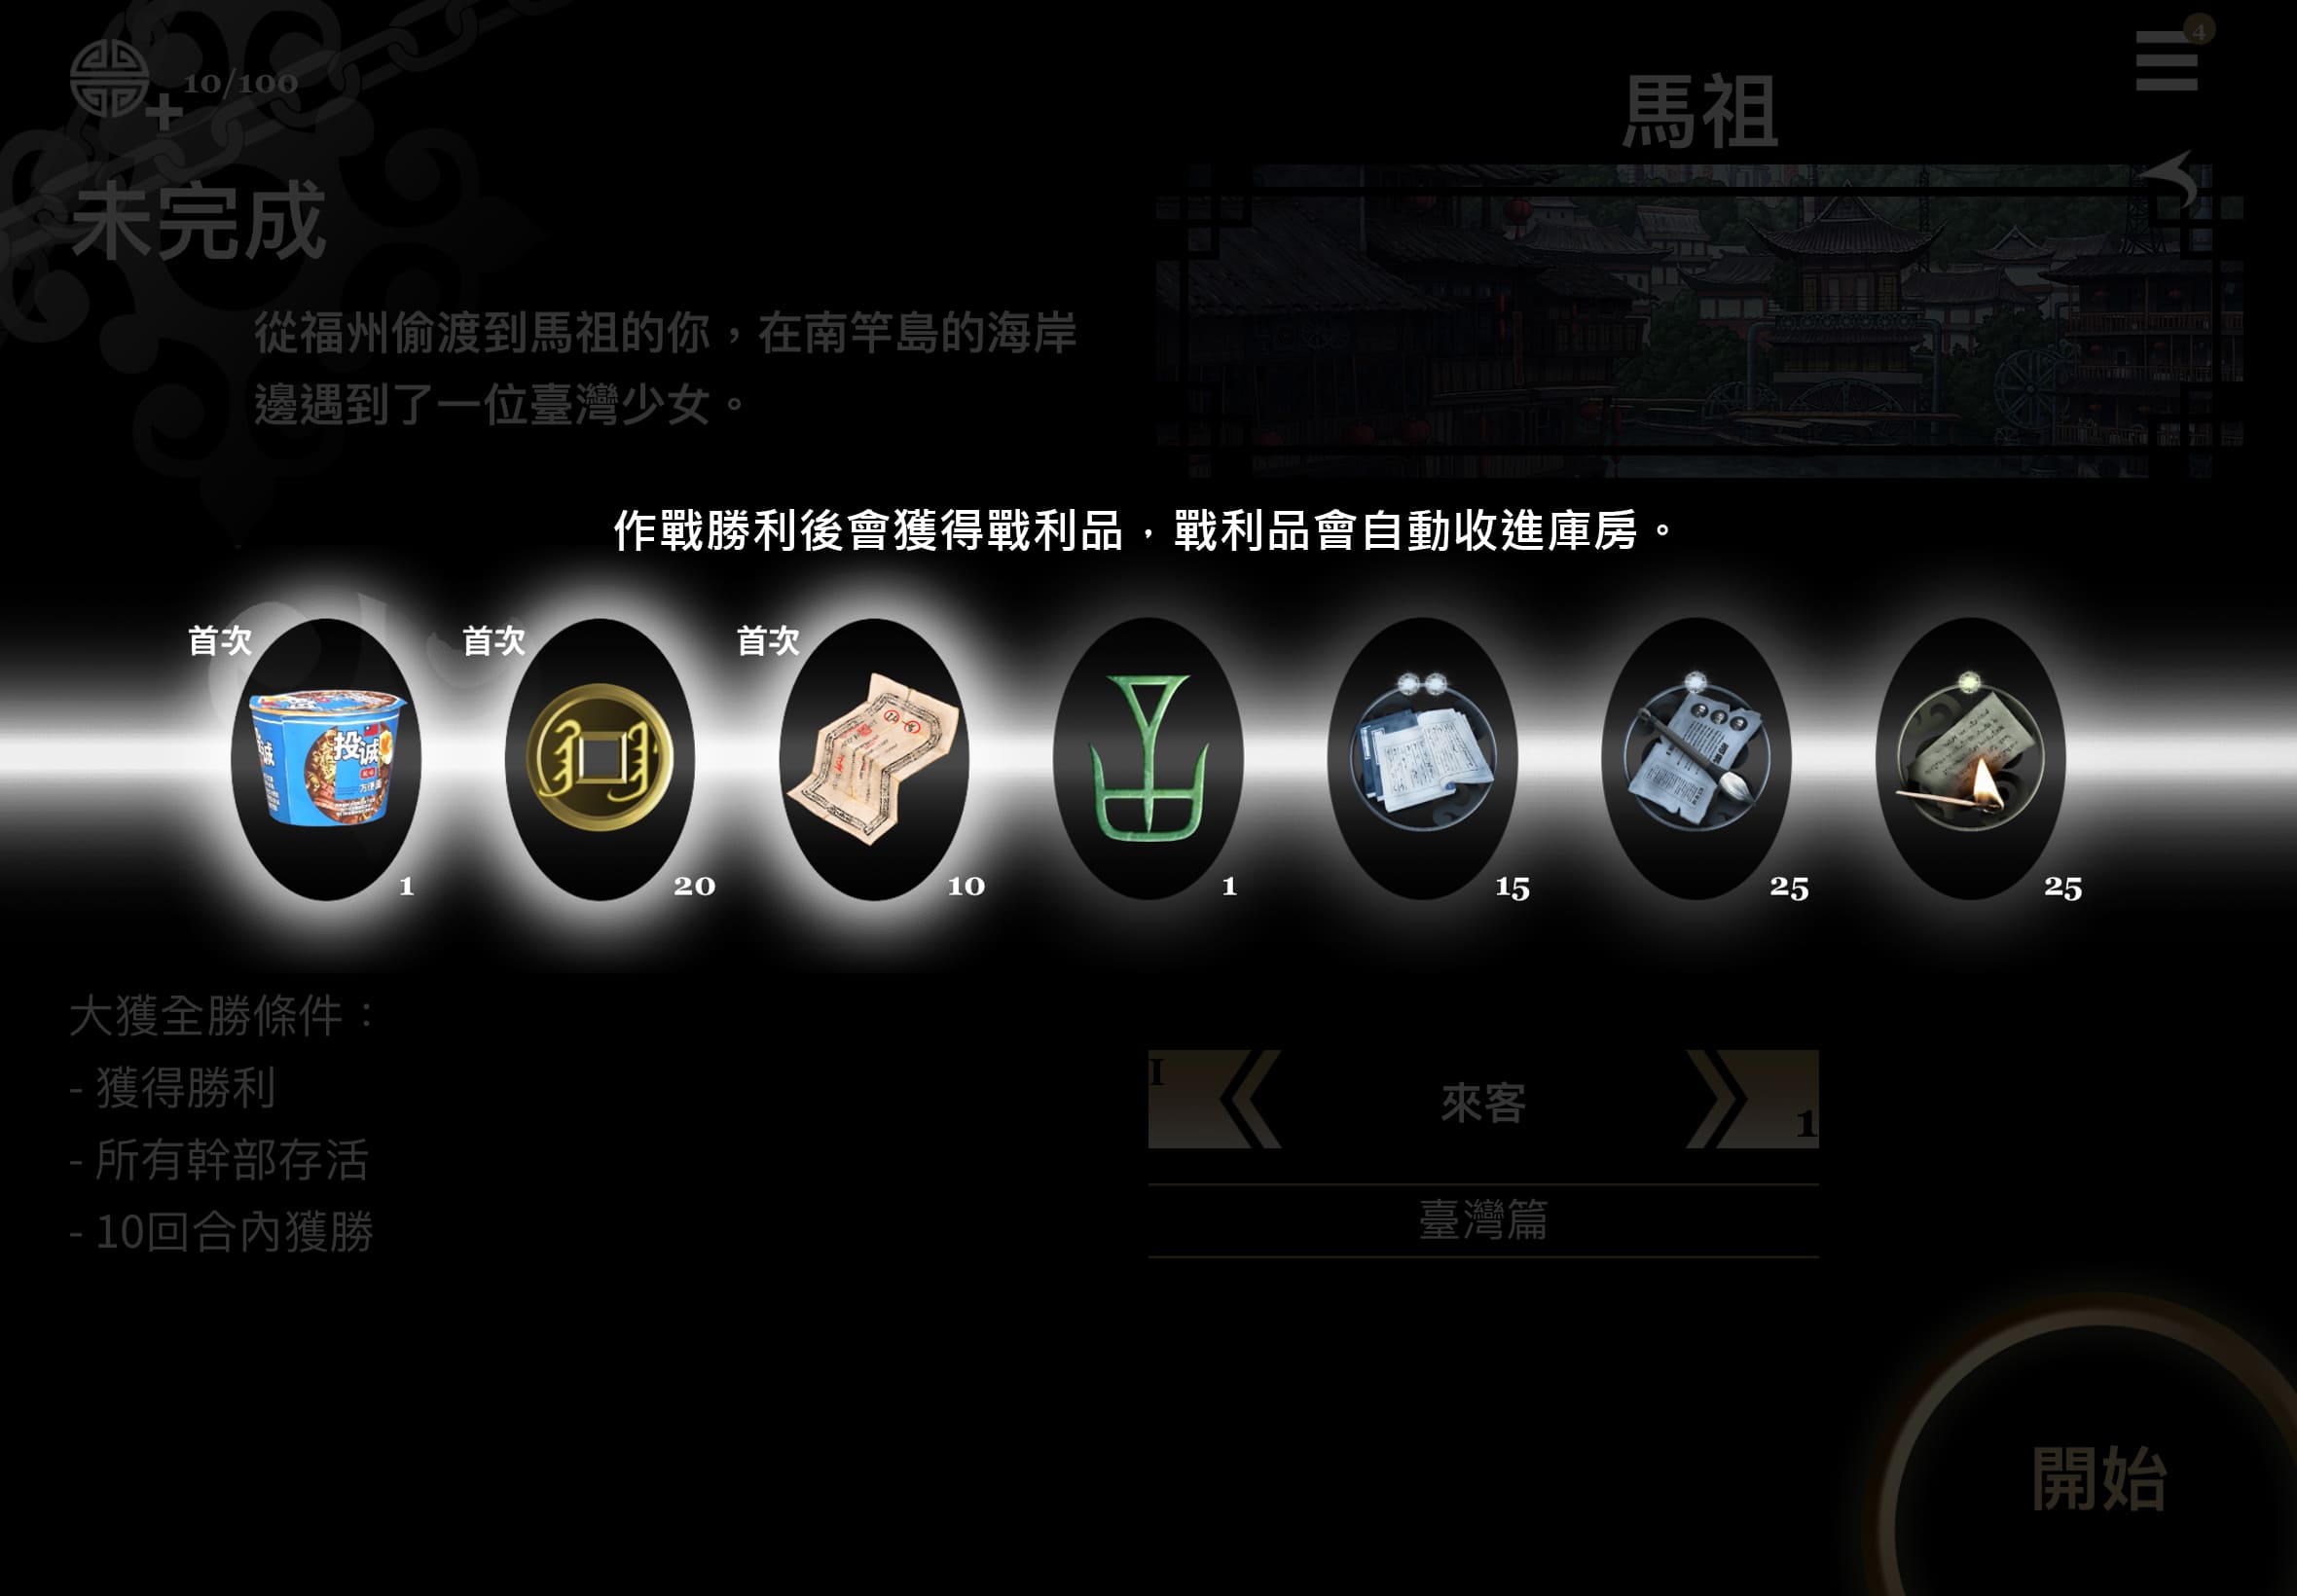 10/100
4
馬祖
未完成
從福州偷渡到馬祖的你，在南竿島的海岸
邊遇到了一位臺灣少女。
作戰勝利後會獲得戰利品，戰利品會自動收進庫房。
首次
首次
首次
投诚
1
20
10
1
15
25
25
大獲全勝條件：
- 獲得勝利
- 所有幹部存活
- 10回合內獲勝
I
來客
1
臺灣篇
開始